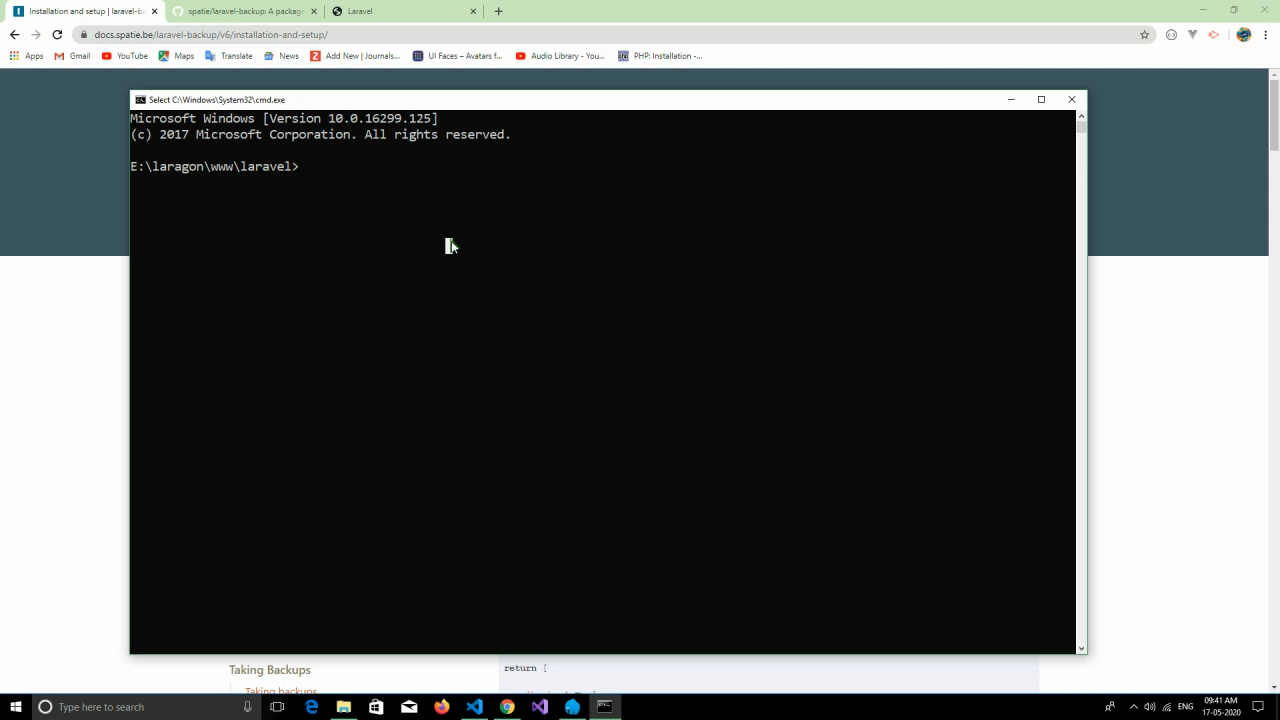 Installation and setup | laravel-b
spatie/laravel-backup: A package
Laravel
docs.spatie.be/laravel-backup/v6/installation-and-setup/
Apps
Gmail
YouTube
Maps
Translate
News
Add New | Journals...
UI Faces – Avatars f...
Audio Library - You...
PHP: Installation -...
Select C:\Windows\System32\cmd.exe
Microsoft Windows [Version 10.0.16299.125]
(c) 2017 Microsoft Corporation. All rights reserved.
E:\laragon\www\laravel>
Taking Backups
Taking backups
return [
Type here to search
ENG
09:41 AM
17-05-2020